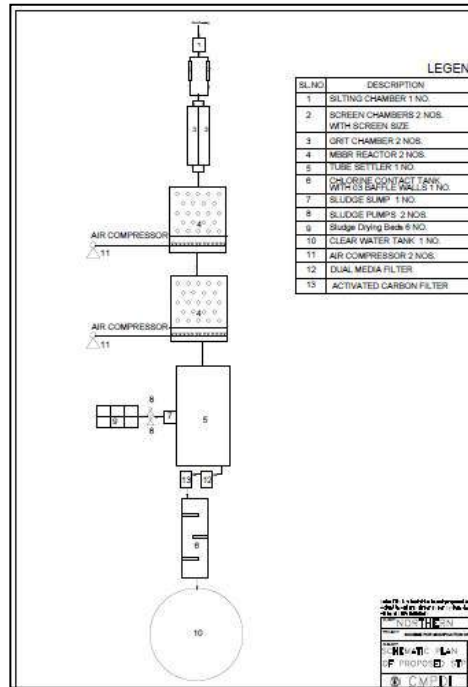 1
3 3
4
AIR COMPRESSOR
11
4
AIR COMPRESSOR
11
8
9
7
8
5
13 12
6
10
LEGEN
SL.NO. DESCRIPTION
1 SILTING CHAMBER 1 NO.
2 SCREEN CHAMBERS 2 NOS.
WITH SCREEN SIZE
3 GRIT CHAMBER 2 NOS.
4 MBBR REACTOR 2 NOS.
5 TUBE SETTLER 1 NO.
6 CHLORINE CONTACT TANK
WITH 03 BAFFLE WALLS 1 NO.
7 SLUDGE SUMP 1 NO.
8 SLUDGE PUMPS 2 NOS.
9 Sludge Drying Beds 6 NO.
10 CLEAR WATER TANK 1 NO.
11 AIR COMPRESSOR 2 NOS.
12 DUAL MEDIA FILTER
13 ACTIVATED CARBON FILTER
NORTHERN
SCHEMATIC PLAN
OF PROPOSED STP
CMPDI